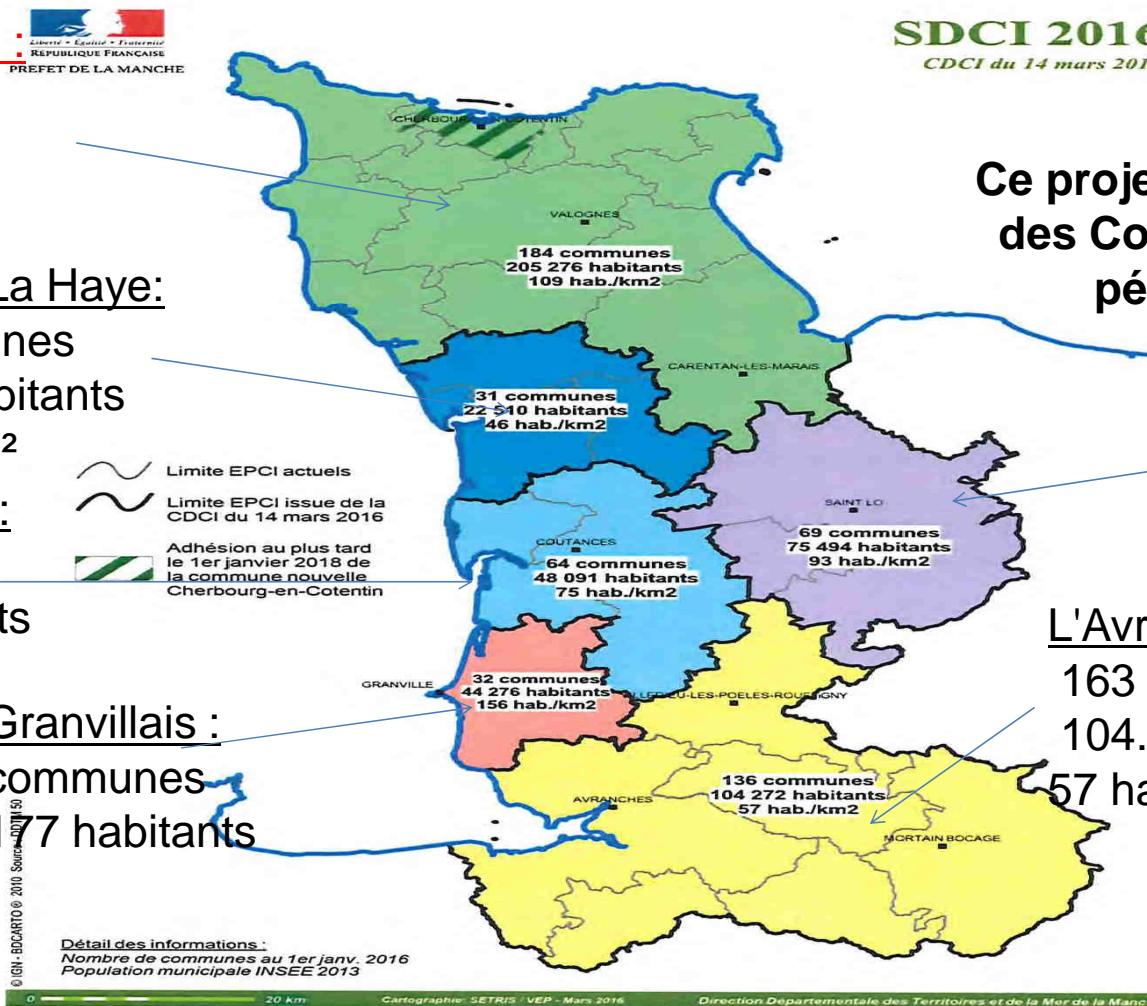 :
Liberté • Égalité • Fraternité
RÉPUBLIQUE FRANÇAISE
PREFET DE LA MANCHE
SDCI 2016
CDCI du 14 mars 201
Ce proje
des Co
pé
CHERBOURG-EN-COTENTIN
VALOGNES
184 communes
205 276 habitants
109 hab./km2
La Haye:
nes
bitants
2
:
ts
CARENTAN-LES-MARAIS
31 communes
22 510 habitants
46 hab./km2
Limite EPCI actuels
Limite EPCI issue de la
CDCI du 14 mars 2016
Adhésion au plus tard
le 1er janvier 2018 de
la commune nouvelle
Cherbourg-en-Cotentin
SAINT LO
69 communes
75 494 habitants
93 hab./km2
COUTANCES
64 communes
48 091 habitants
75 hab./km2
GRANVILLE
32 communes
44 276 habitants
156 hab./km2
Granvillais :
communes
177 habitants
L'Avr
163
104.
57 ha
136 communes
104 272 habitants
57 hab./km2
AVRANCHES
MORTAIN BOCAGE
© IGN - BDCARTO ® 2010 Source
Détail des informations :
Nombre de communes au 1er janv. 2016
Population municipale INSEE 2013
0 20 km
Cartographie: SETRIS / VEP - Mars 2016
Direction Départementale des Territoires et de la Mer de la Manc